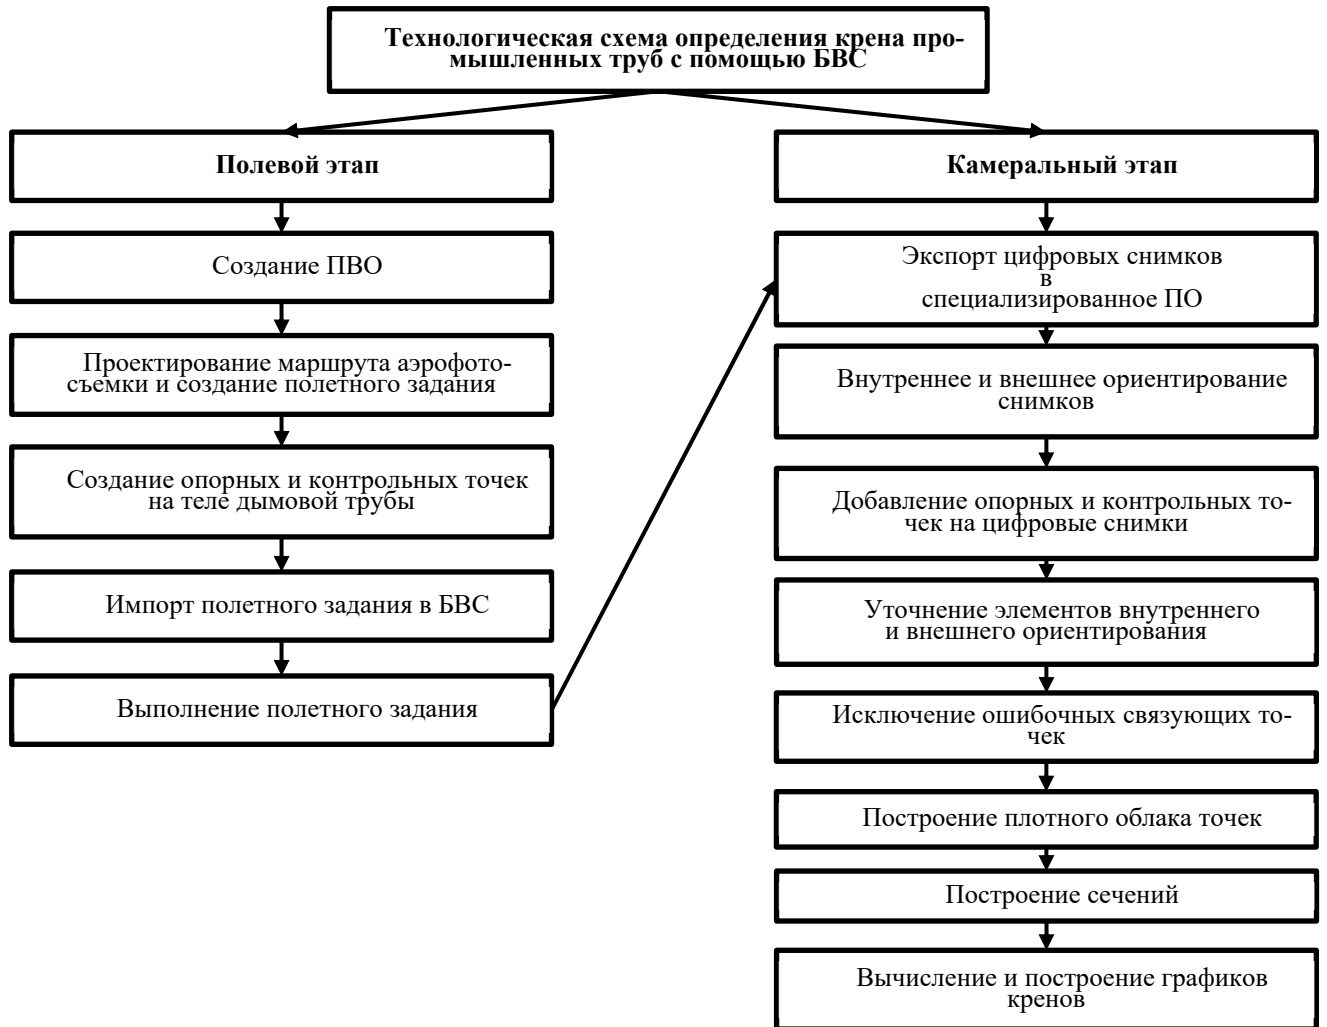 Технологическая схема определения крена про-
мышленных труб с помощью БВС
Полевой этап
Создание ПВО
Проектирование маршрута аэрофото-
съемки и создание полетного задания
Создание опорных и контрольных точек
на теле дымовой трубы
Импорт полетного задания в БВС
Выполнение полетного задания
Камеральный этап
Экспорт цифровых снимков
в
специализированное ПО
Внутреннее и внешнее ориентирование
снимков
Добавление опорных и контрольных то-
чек на цифровые снимки
Уточнение элементов внутреннего
и внешнего ориентирования
Исключение ошибочных связующих то-
чек
Построение плотного облака точек
Построение сечений
Вычисление и построение графиков
кренов